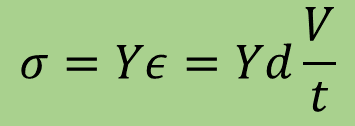 σ = Yϵ = Yd V/t